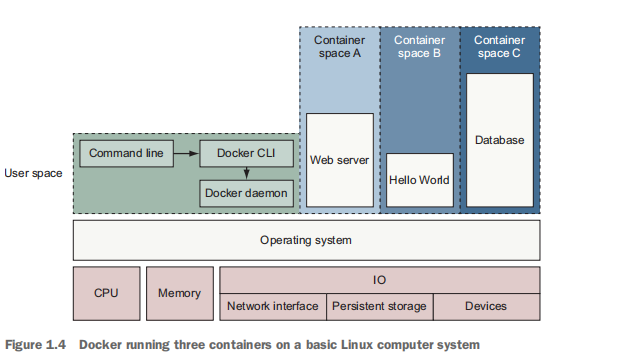 Container
space A
Container
space B
Container
space C
Command line
Docker CLI
Docker daemon
Web server
Hello World
Database
User space
Operating system
CPU
Memory
IO
Network interface
Persistent storage
Devices
Figure 1.4 Docker running three containers on a basic Linux computer system